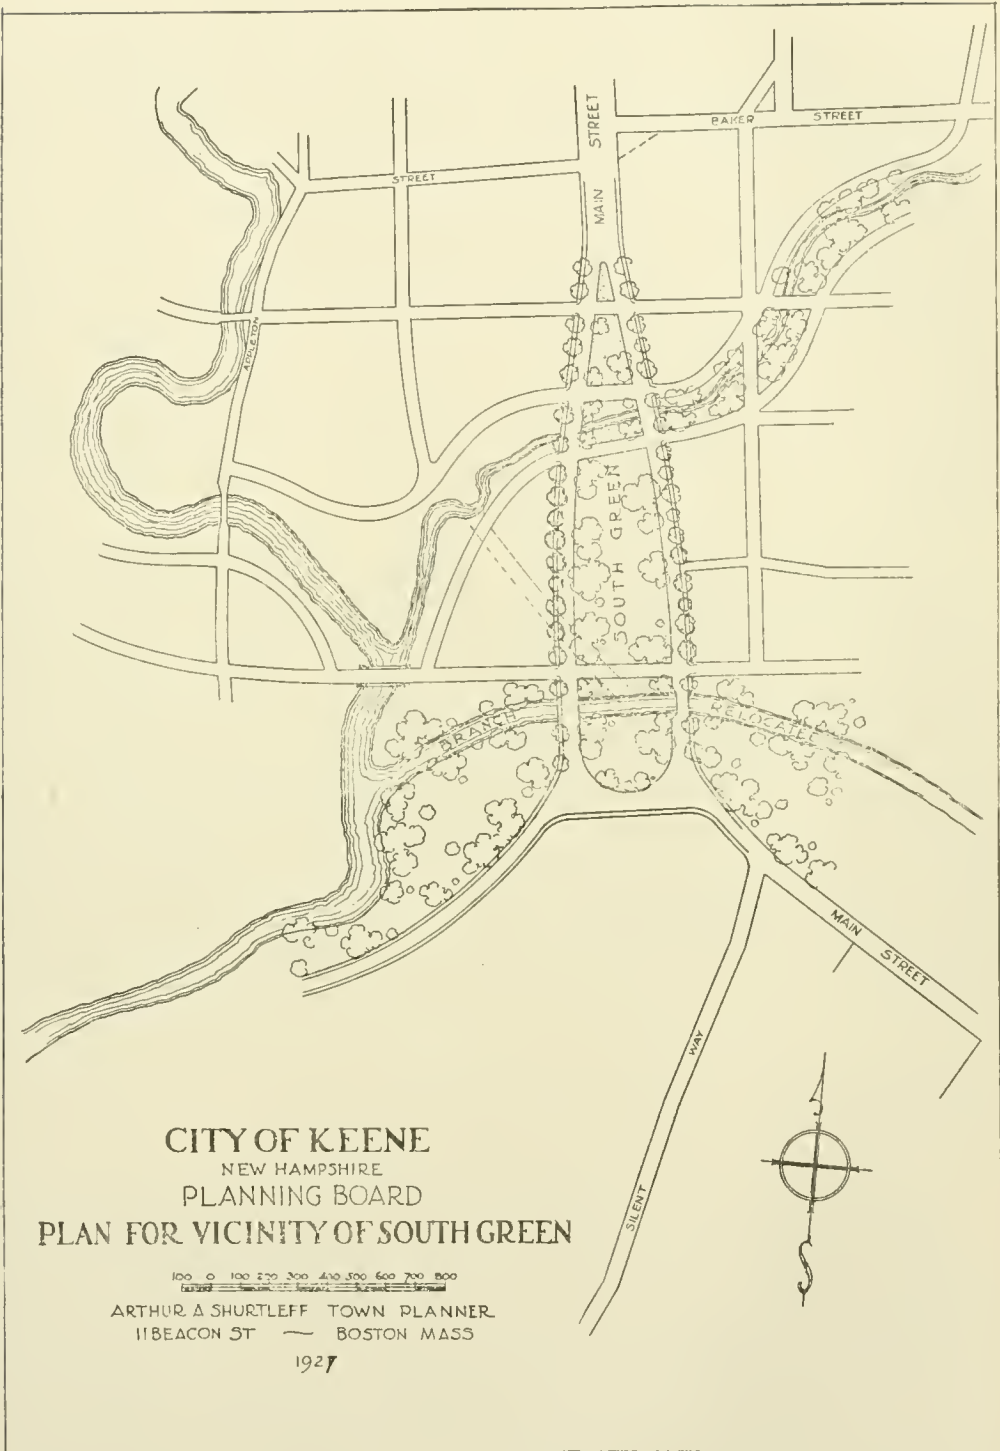 STREET
BAKER STREET
STREET
MAIN
APPLETON
SOUTH GREEN
BRANCH RELOCATED
MAIN STREET
WAY
SILENT
CITY OF KEENE
NEW HAMPSHIRE
PLANNING BOARD
PLAN FOR VICINITY OF SOUTH GREEN
100 0 100 200 300 400 500 600 700 800
ARTHUR A SHURTLEFF TOWN PLANNER
11 BEACON ST — BOSTON MASS
1927
S